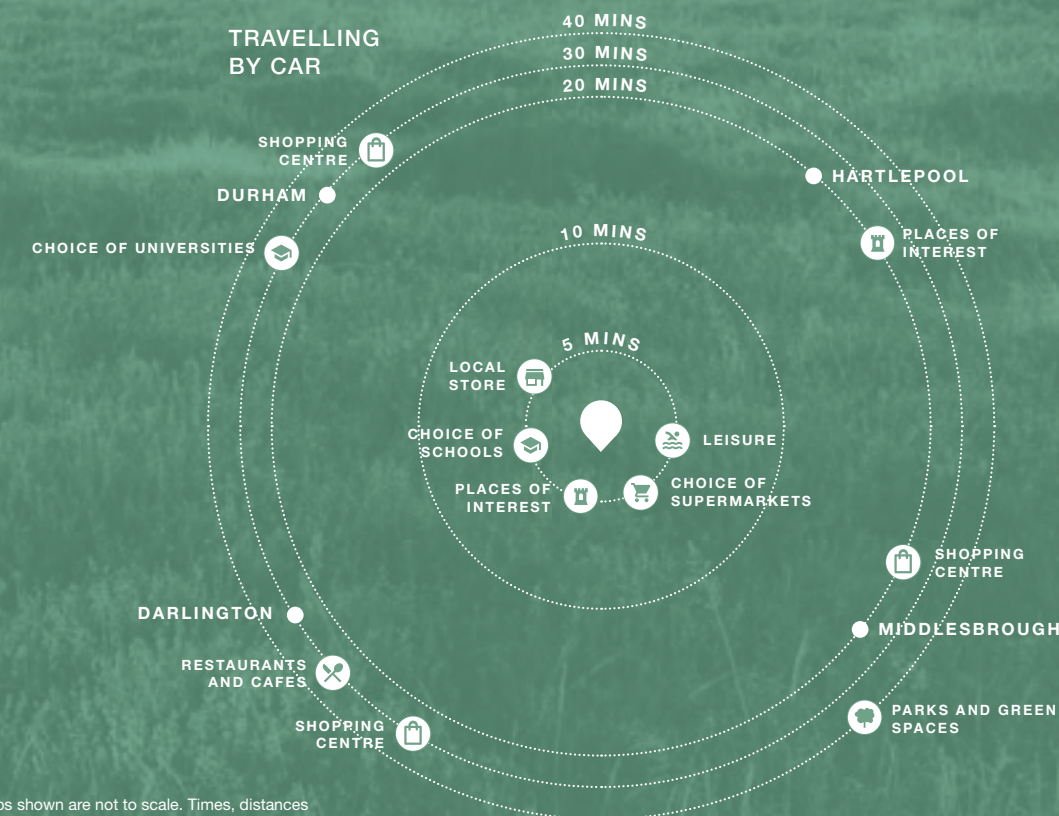 TRAVELLING
BY CAR
40 MINS
30 MINS
20 MINS
SHOPPING
CENTRE
DURHAM
HARTLEPOOL
CHOICE OF UNIVERSITIES
PLACES OF
INTEREST
10 MINS
5 MINS
LOCAL
STORE
CHOICE OF
SCHOOLS
LEISURE
PLACES OF
INTEREST
CHOICE OF
SUPERMARKETS
SHOPPING
CENTRE
DARLINGTON
MIDDLESBROUGH
RESTAURANTS
AND CAFES
PARKS AND GREEN
SPACES
SHOPPING
CENTRE
shown are not to scale. Times, distances